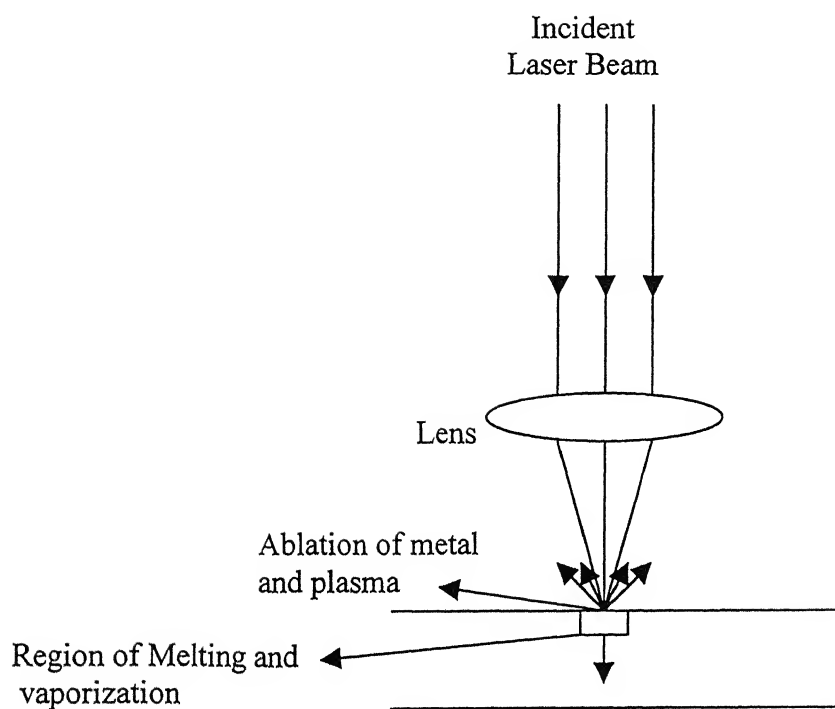 Incident
Laser Beam
Lens
Ablation of metal
and plasma
Region of Melting and
vaporization